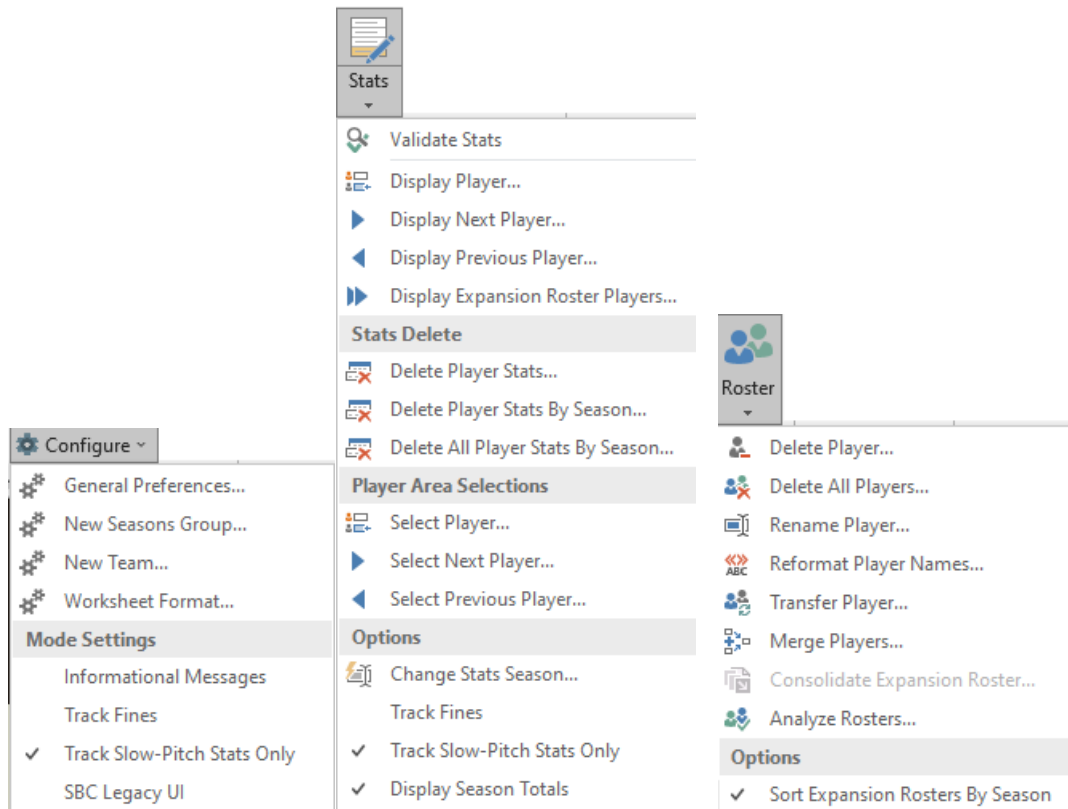 Configure
General Preferences...
New Seasons Group...
New Team...
Worksheet Format...
Mode Settings
Informational Messages
Track Fines
Track Slow-Pitch Stats Only
SBC Legacy UI
Stats
Validate Stats
Display Player...
Display Next Player...
Display Previous Player...
Display Expansion Roster Players...
Stats Delete
Delete Player Stats...
Delete Player Stats By Season...
Delete All Player Stats By Season...
Player Area Selections
Select Player...
Select Next Player...
Select Previous Player...
Options
Change Stats Season...
Track Fines
Track Slow-Pitch Stats Only
Display Season Totals
Roster
Delete Player...
Delete All Players...
Rename Player...
ABC
Reformat Player Names...
Transfer Player...
Merge Players...
Consolidate Expansion Roster...
Analyze Rosters...
Options
Sort Expansion Rosters By Season